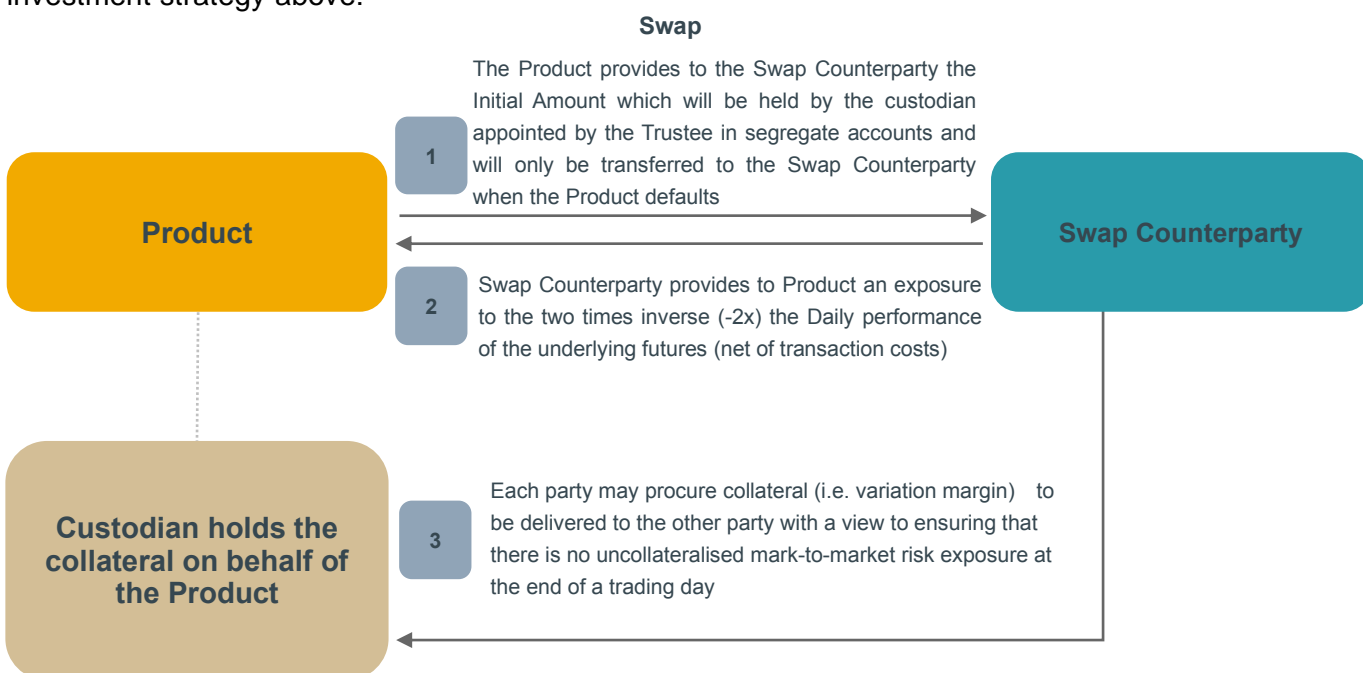 investment strategy above.
Swap
The Product provides to the Swap Counterparty the
Initial Amount which will be held by the custodian
appointed by the Trustee in segregate accounts and
will only be transferred to the Swap Counterparty
when the Product defaults
1
Product
Swap Counterparty
2
Swap Counterparty provides to Product an exposure
to the two times inverse (-2x) the Daily performance
of the underlying futures (net of transaction costs)
Custodian holds the
collateral on behalf of
the Product
3
Each party may procure collateral (i.e. variation margin) to
be delivered to the other party with a view to ensuring that
there is no uncollateralised mark-to-market risk exposure at
the end of a trading day